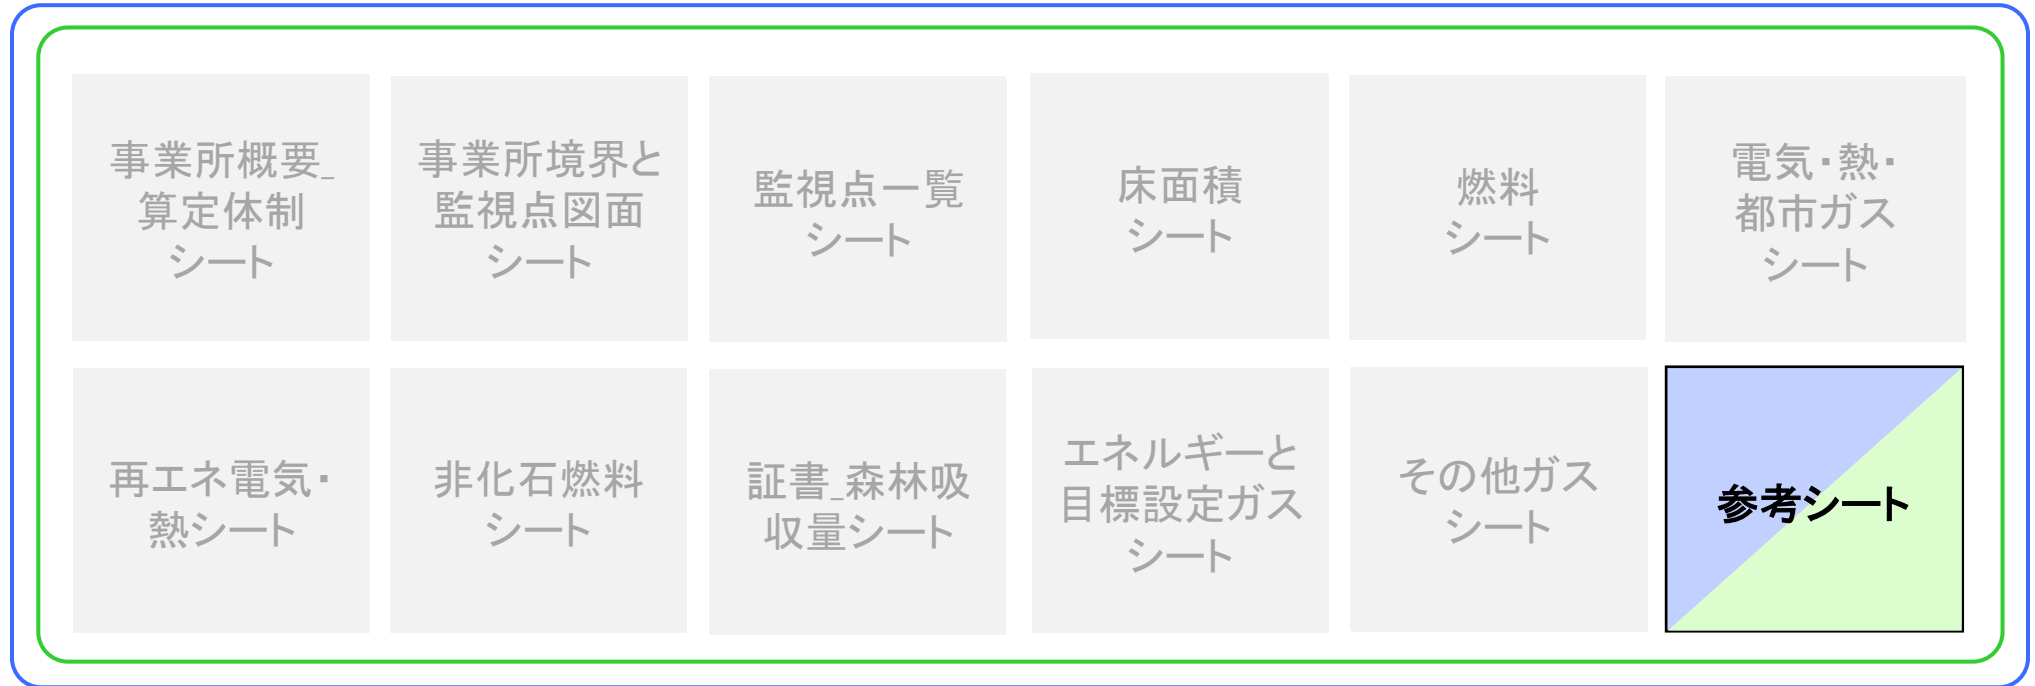 事業所概要_
算定体制
シート
事業所境界と
監視点図面
シート
監視点一覧
シート
床面積
シート
燃料
シート
電気・熱・
都市ガス
シート
再エネ電気・
熱シート
非化石燃料
シート
証書_森林吸
収量シート
エネルギーと
目標設定ガス
シート
その他ガス
シート
参考シート